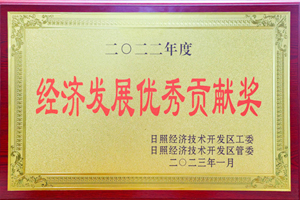 二〇二二年度
经济发展优秀贡献奖
日照经济技术开发区工委
日照经济技术开发区管委
二〇二三年一月